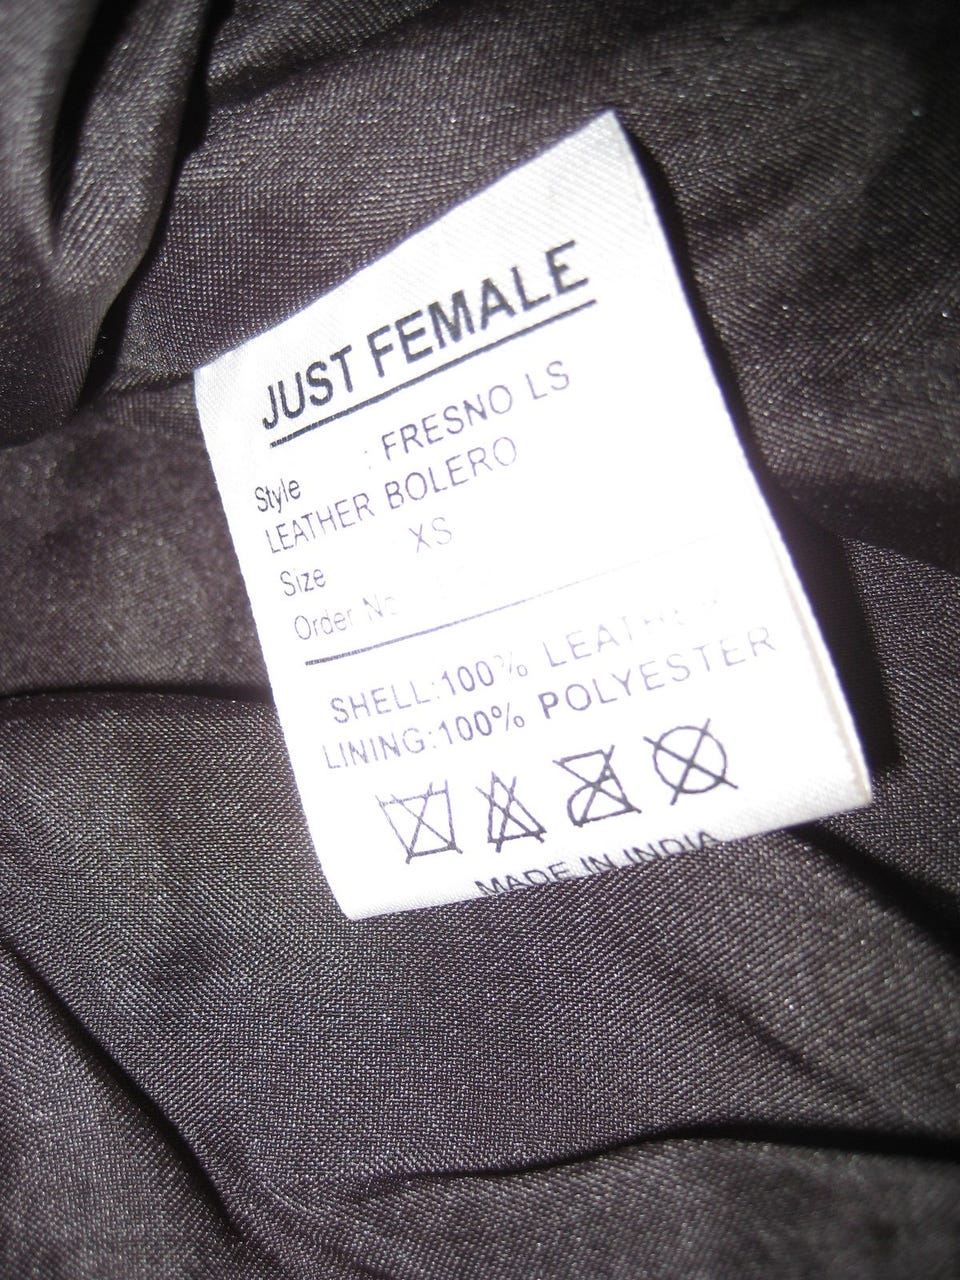 JUST FEMALE
Style : FRESNO LS
LEATHER BOLERO
Size XS
Order No
SHELL:100% LEATHER
LINING:100% POLYESTER
MADE IN INDIA